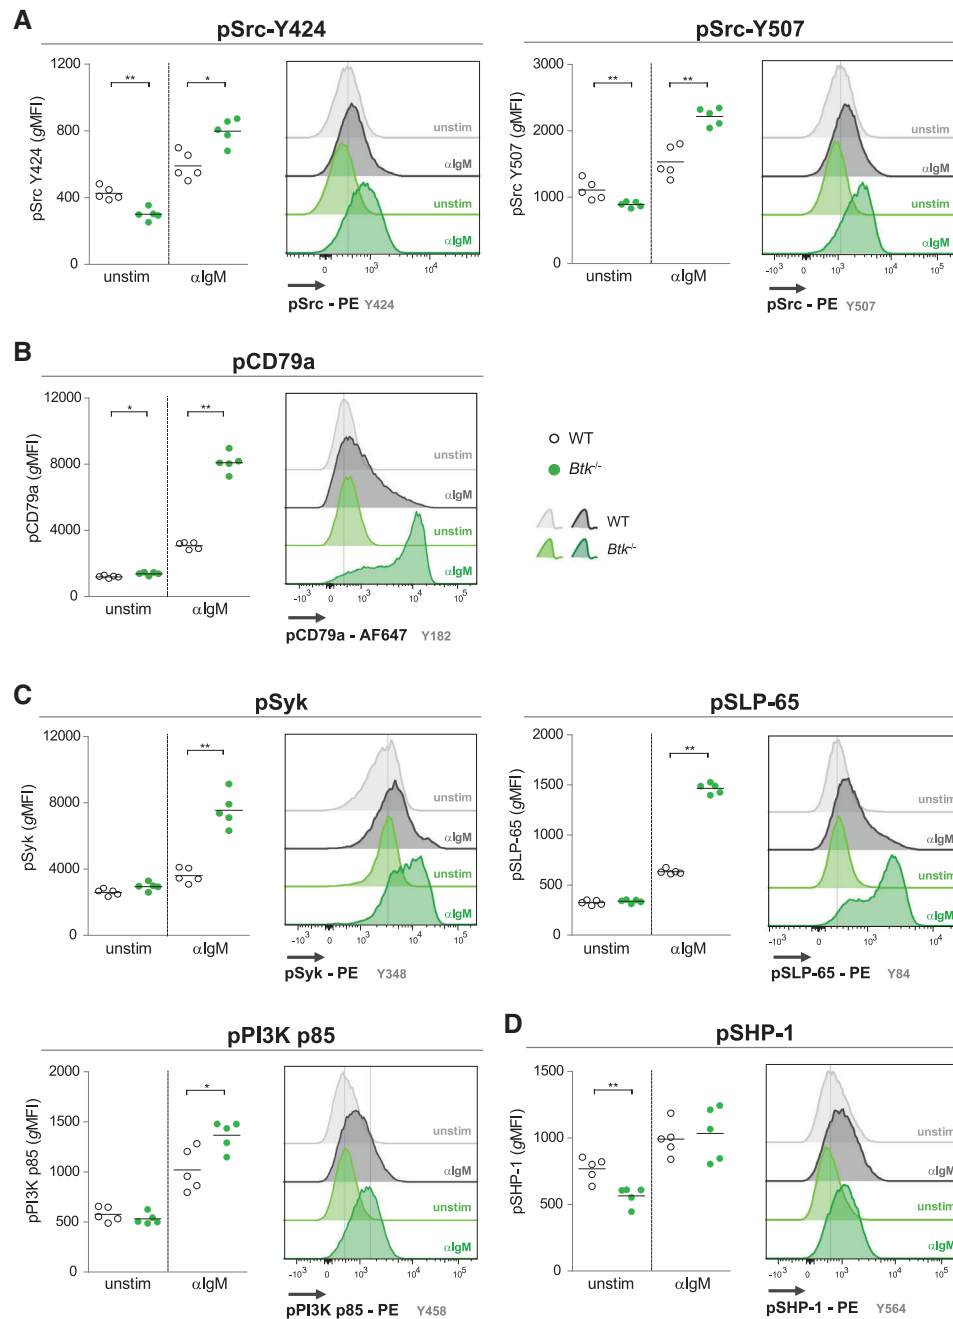 A
pSrc-Y424
pSrc-Y507
pSrc Y424 (gMFI)
1200
800
400
0
**
*
unstim
αIgM
unstim
αIgM
unstim
αIgM
0
10³
10⁴
pSrc - PE Y424
pSrc Y507 (gMFI)
3000
2000
1000
0
**
**
unstim
αIgM
unstim
αIgM
unstim
αIgM
-10³
0
10³
10⁴
10⁵
pSrc - PE Y507
B
pCD79a
pCD79a (gMFI)
12000
8000
4000
0
*
**
unstim
αIgM
unstim
αIgM
unstim
αIgM
-10³
0
10³
10⁴
10⁵
pCD79a - AF647 Y182
WT
Btk-/-
WT
Btk-/-
C
pSyk
pSLP-65
pSyk (gMFI)
12000
8000
4000
0
**
unstim
αIgM
unstim
αIgM
unstim
αIgM
-10³
0
10³
10⁴
10⁵
pSyk - PE Y348
pSLP-65 (gMFI)
2000
1500
1000
500
0
**
unstim
αIgM
unstim
αIgM
unstim
αIgM
-10³
0
10³
10⁴
pSLP-65 - PE Y84
pPI3K p85
D
pSHP-1
pPI3K p85 (gMFI)
2000
1500
1000
500
0
*
unstim
αIgM
unstim
αIgM
unstim
αIgM
-10³
0
10³
10⁴
10⁵
pPI3K p85 - PE Y458
pSHP-1 (gMFI)
1500
1000
500
0
**
unstim
αIgM
unstim
αIgM
unstim
αIgM
-10³
0
10³
10⁴
10⁵
pSHP-1 - PE Y564